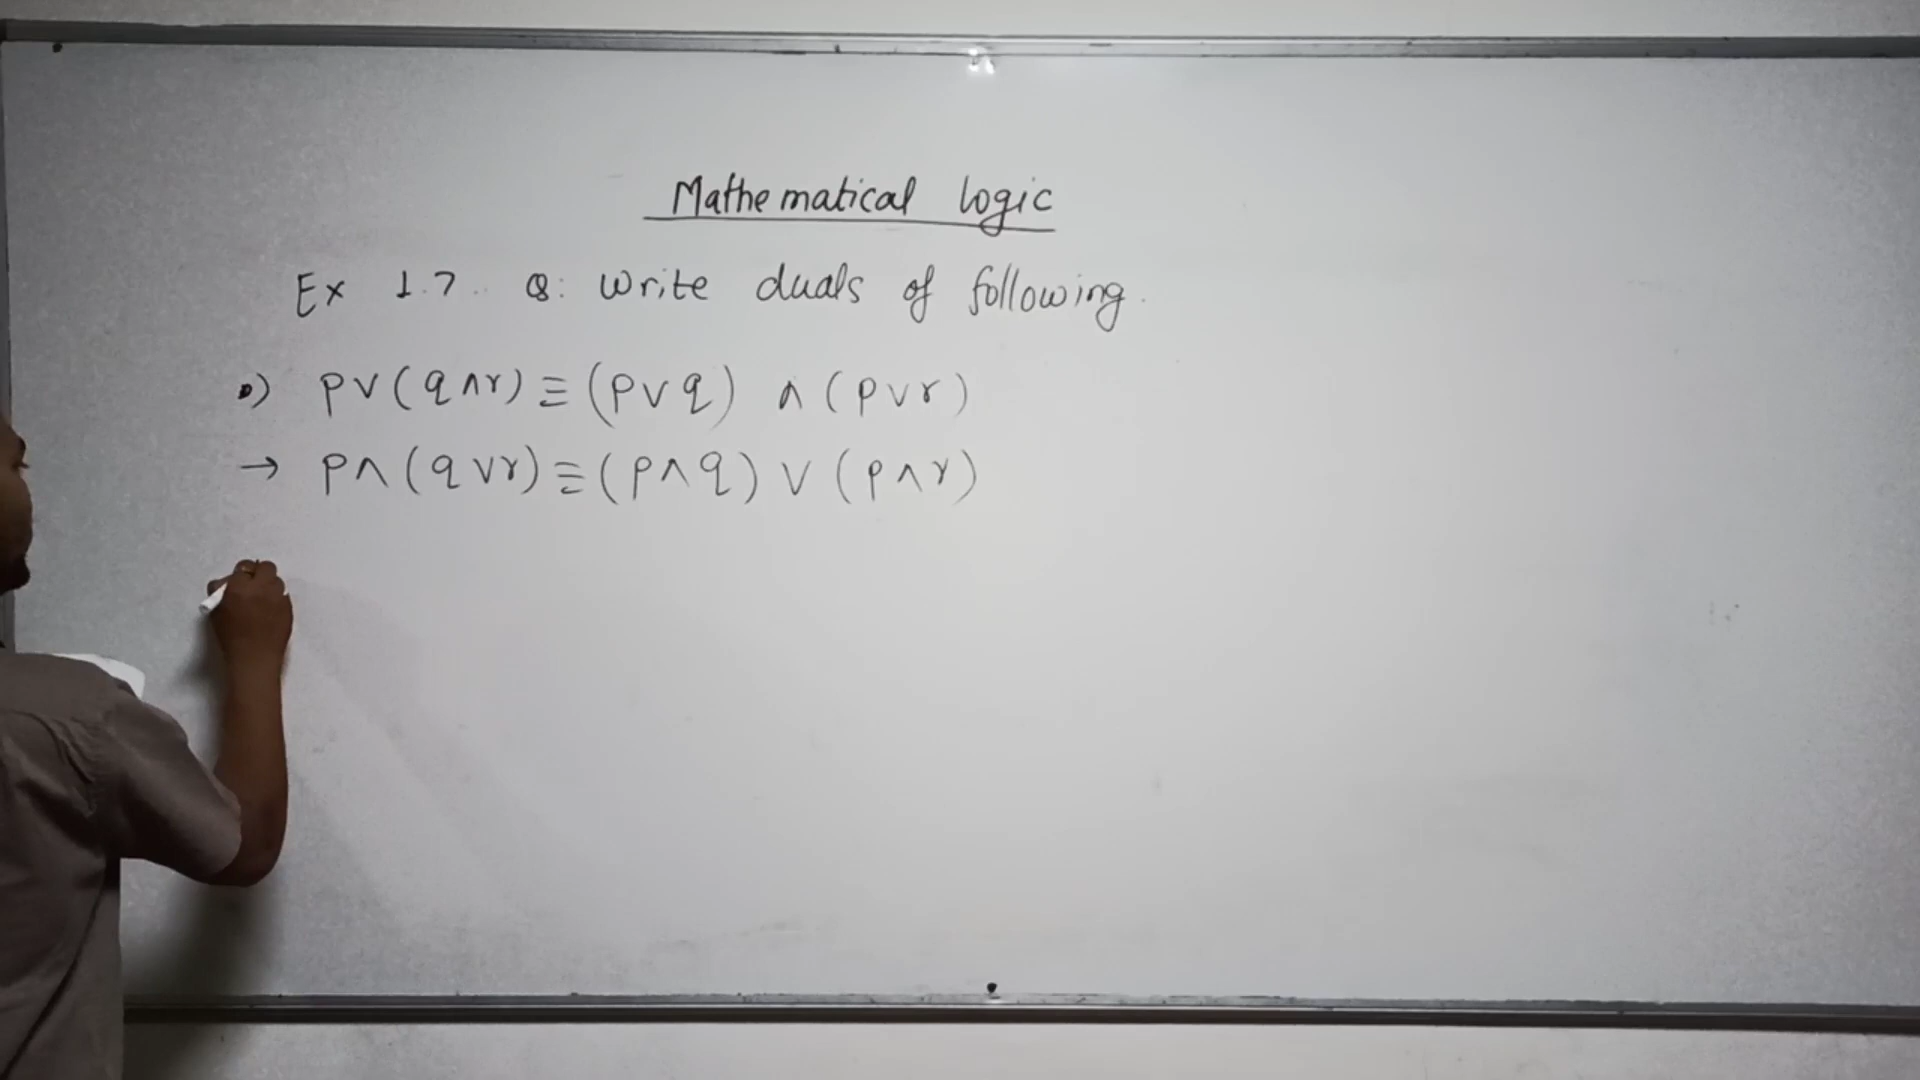 Mathematical logic
Ex 1.7 Q: Write duals of following.
p∨(q∧r)≡(p∨q) ∧ (p∨r)
→ p∧(q∨r)≡(p∧q) ∨ (p∧r)